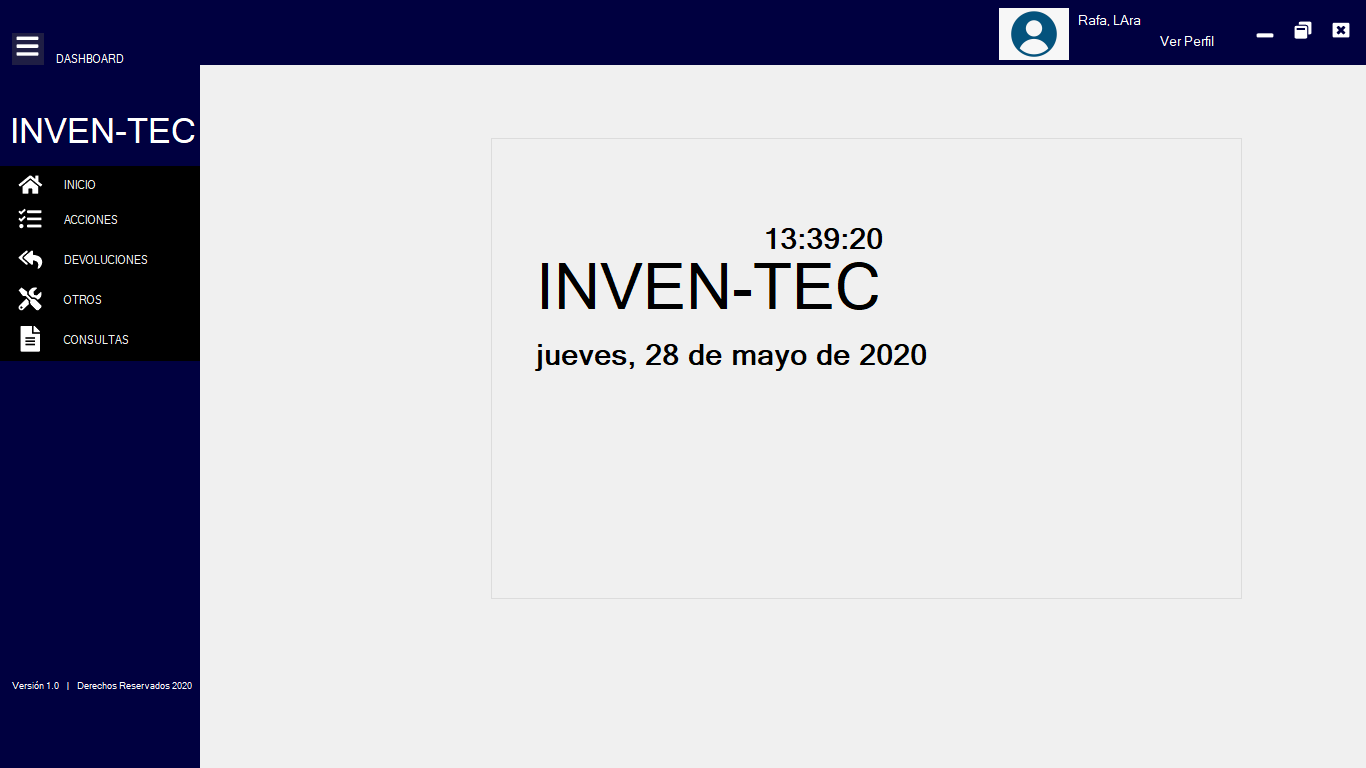 Rafa, LAra
Ver Perfil
DASHBOARD
INVEN-TEC
INICIO
ACCIONES
DEVOLUCIONES
OTROS
CONSULTAS
Versión 1.0 | Derechos Reservados 2020
13:39:20
INVEN-TEC
jueves, 28 de mayo de 2020